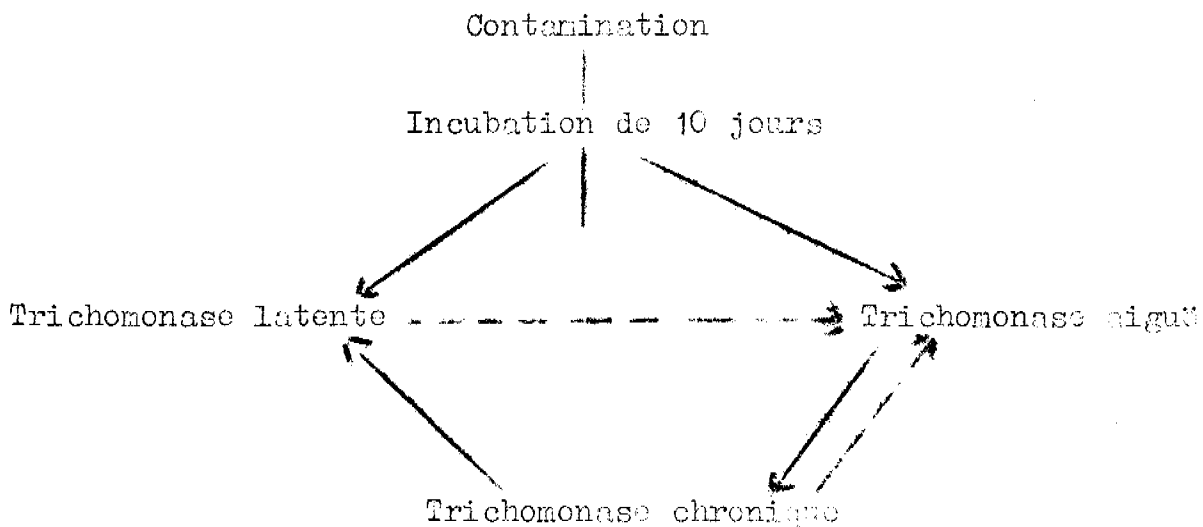 Contamination
Incubation de 10 jours
Trichomonase latente
Trichomonase aiguë
Trichomonase chronique